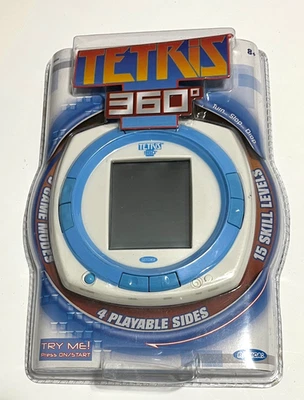 TETRIS
360°
8+
Turn. Stop. Drop.
TETRIS
360°
GAME MODES
15 SKILL LEVELS
4 PLAYABLE SIDES
TRY ME!
PRESS ON/START